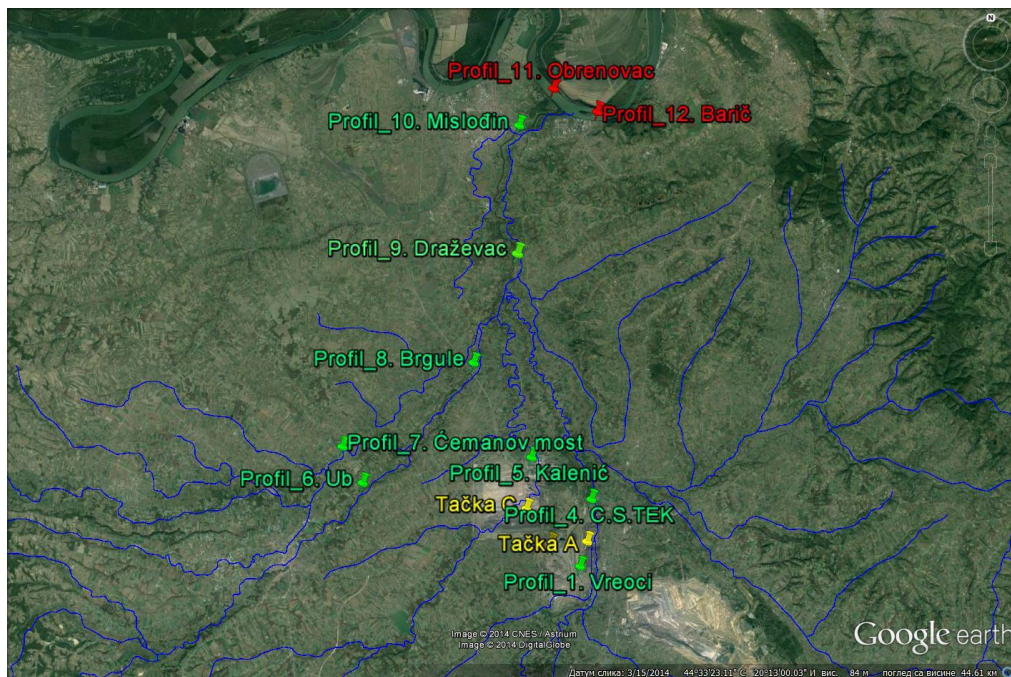 N
Profil_11. Obrenovac
Profil_12. Barič
Profil_10. Mislođin
Profil_9. Draževac
Profil_8. Brgule
Profil_7. Ćemanov most
Profil_6. Ub
Profil_5. Kalenić
Tačka C
Profil_4. C.S.TEK
Tačka A
Profil_1. Vreoci
Image © 2014 CNES / Astrium
Image © 2014 DigitalGlobe
Google earth
Датум слика: 3/15/2014 44°33'23.11" С 20°13'00.03" И вис. 84 м поглед са висине 44.61 км